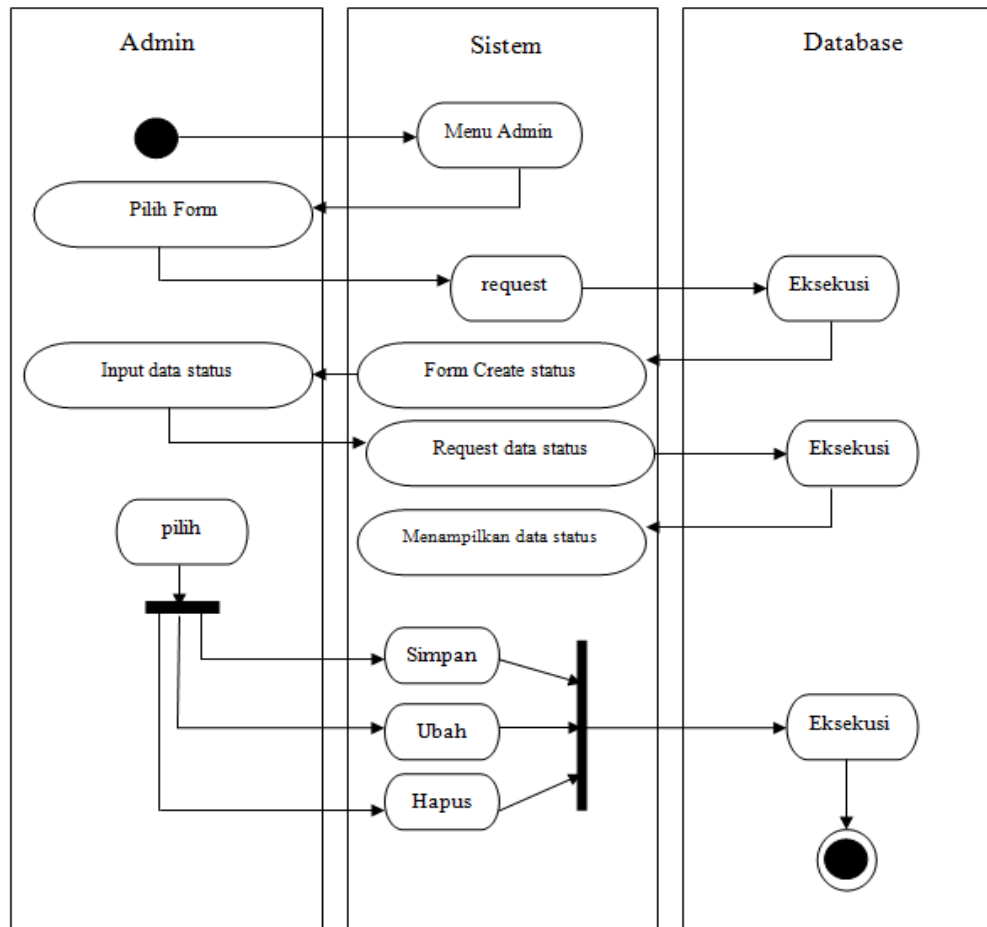 Admin
Sistem
Database
Menu Admin
Pilih Form
request
Eksekusi
Input data status
Form Create status
Request data status
Eksekusi
pilih
Menampilkan data status
Simpan
Ubah
Eksekusi
Hapus